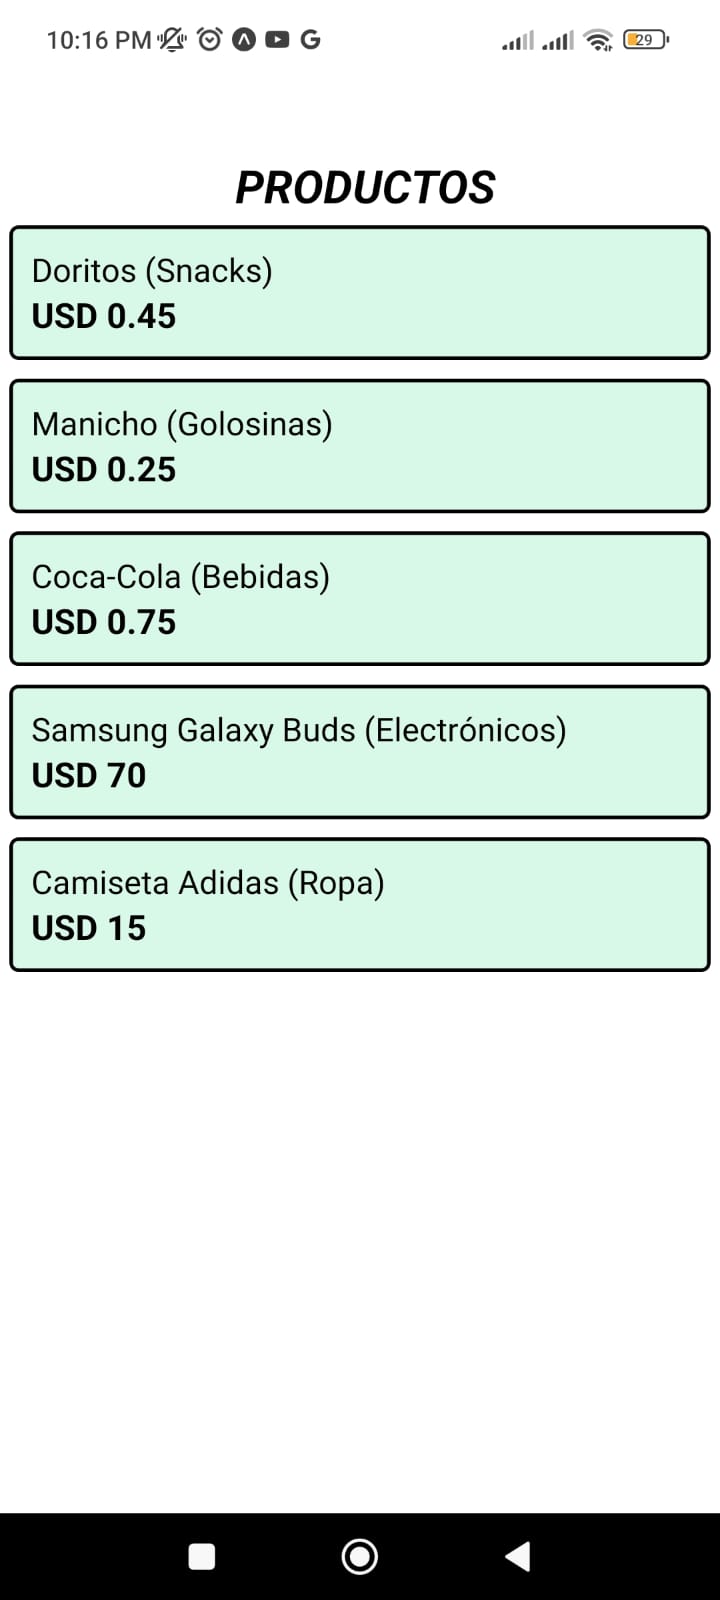 10:16 PM G 29
PRODUCTOS
Doritos (Snacks)
USD 0.45
Manicho (Golosinas)
USD 0.25
Coca-Cola (Bebidas)
USD 0.75
Samsung Galaxy Buds (Electrónicos)
USD 70
Camiseta Adidas (Ropa)
USD 15